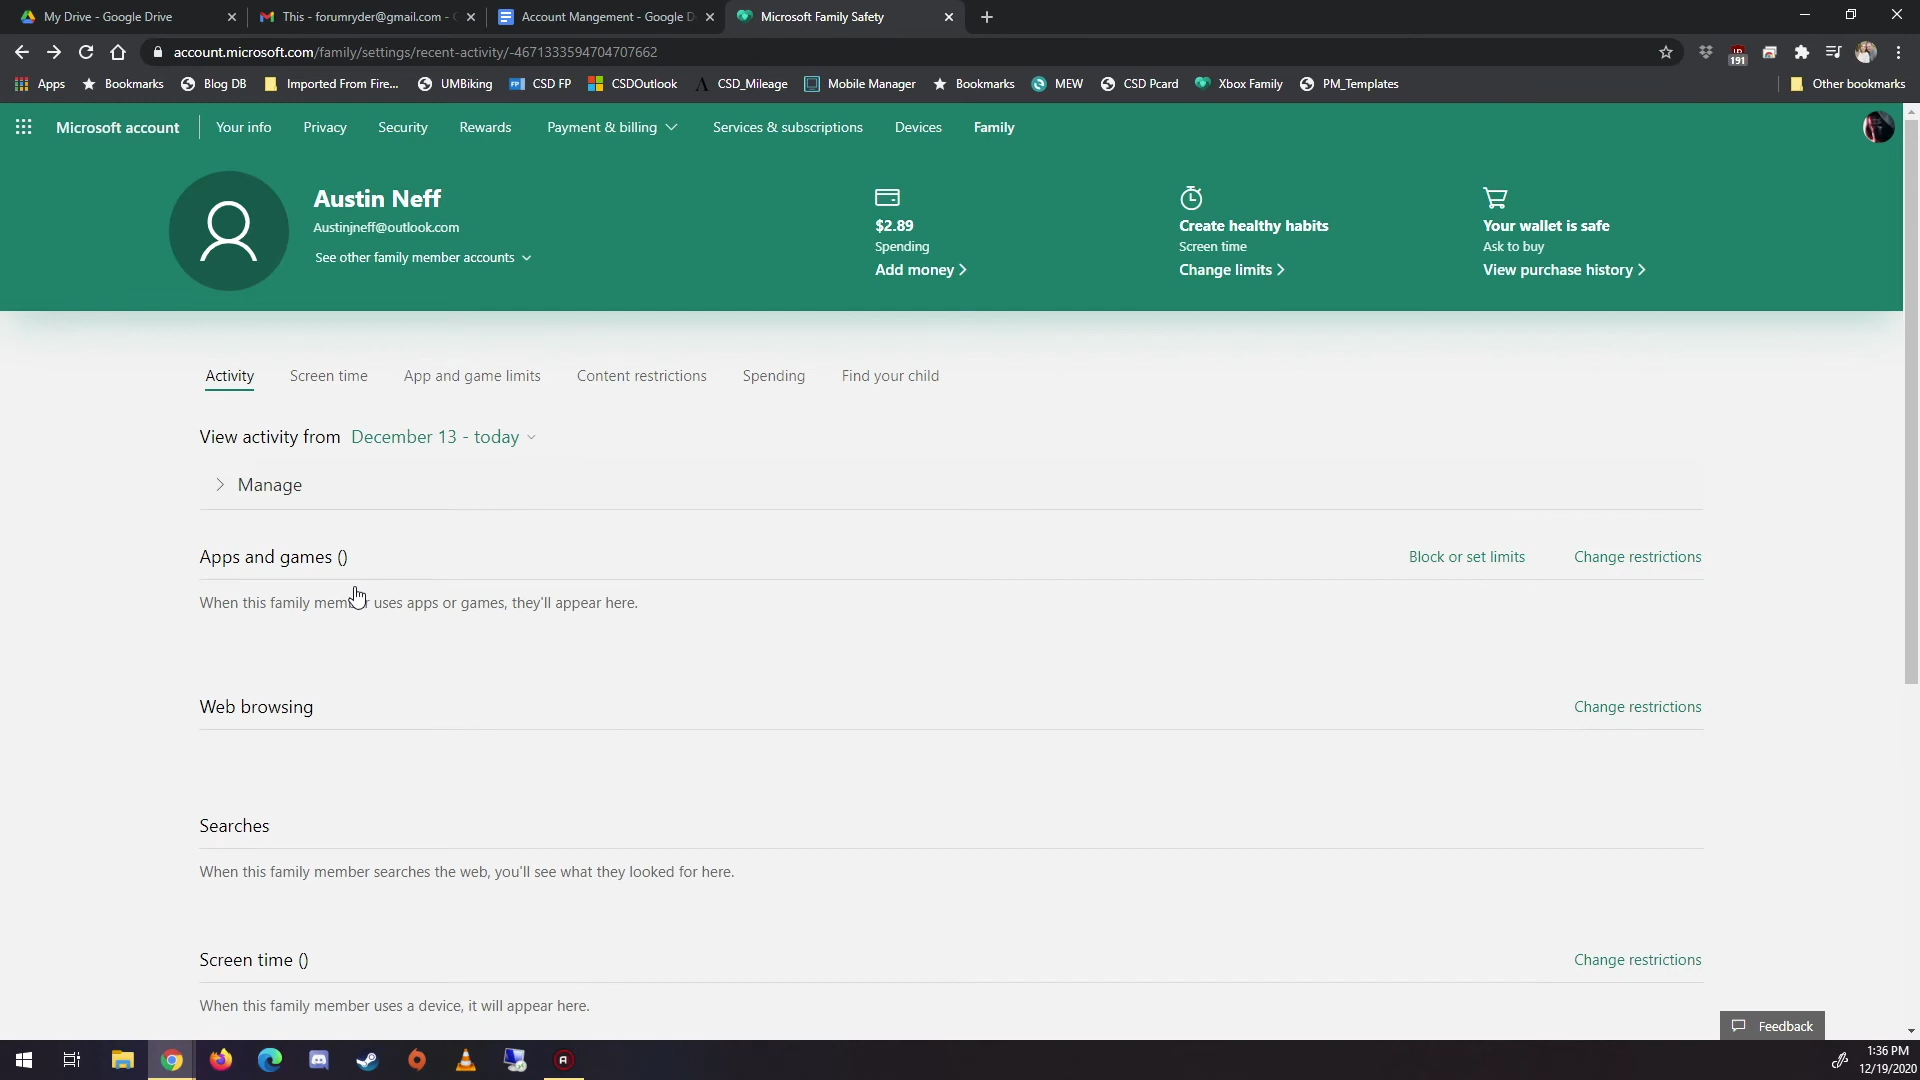 My Drive - Google Drive
This - forumryder@gmail.com -
Account Mangement - Google D
Microsoft Family Safety
account.microsoft.com/family/settings/recent-activity/-4671333594704707662
191
Apps
Bookmarks
Blog DB
Imported From Fire...
UMBiking
FP
CSD FP
CSDOutlook
CSD_Mileage
Mobile Manager
Bookmarks
MEW
CSD Pcard
Xbox Family
PM_Templates
Other bookmarks
Microsoft account
Your info
Privacy
Security
Rewards
Payment & billing
Services & subscriptions
Devices
Family
Austin Neff
Austinjneff@outlook.com
See other family member accounts
$2.89
Spending
Add money
Create healthy habits
Screen time
Change limits
Your wallet is safe
Ask to buy
View purchase history
Activity
Screen time
App and game limits
Content restrictions
Spending
Find your child
View activity from December 13 - today
Manage
Apps and games ()
Block or set limits
Change restrictions
When this family member uses apps or games, they'll appear here.
Web browsing
Change restrictions
Searches
When this family member searches the web, you'll see what they looked for here.
Screen time ()
Change restrictions
When this family member uses a device, it will appear here.
Feedback
1:36 PM
12/19/2020